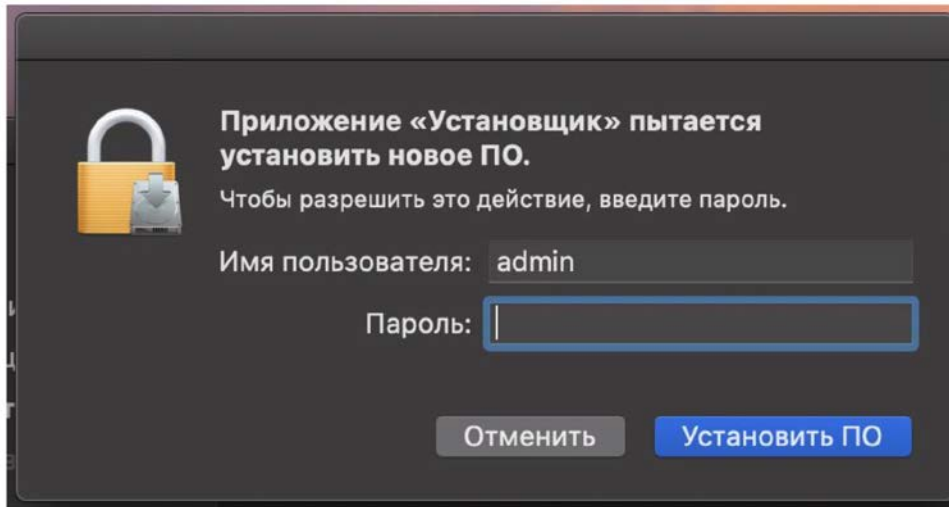 Приложение «Установщик» пытается
установить новое ПО.
Чтобы разрешить это действие, введите пароль.
Имя пользователя: admin
Пароль:
Отменить
Установить ПО